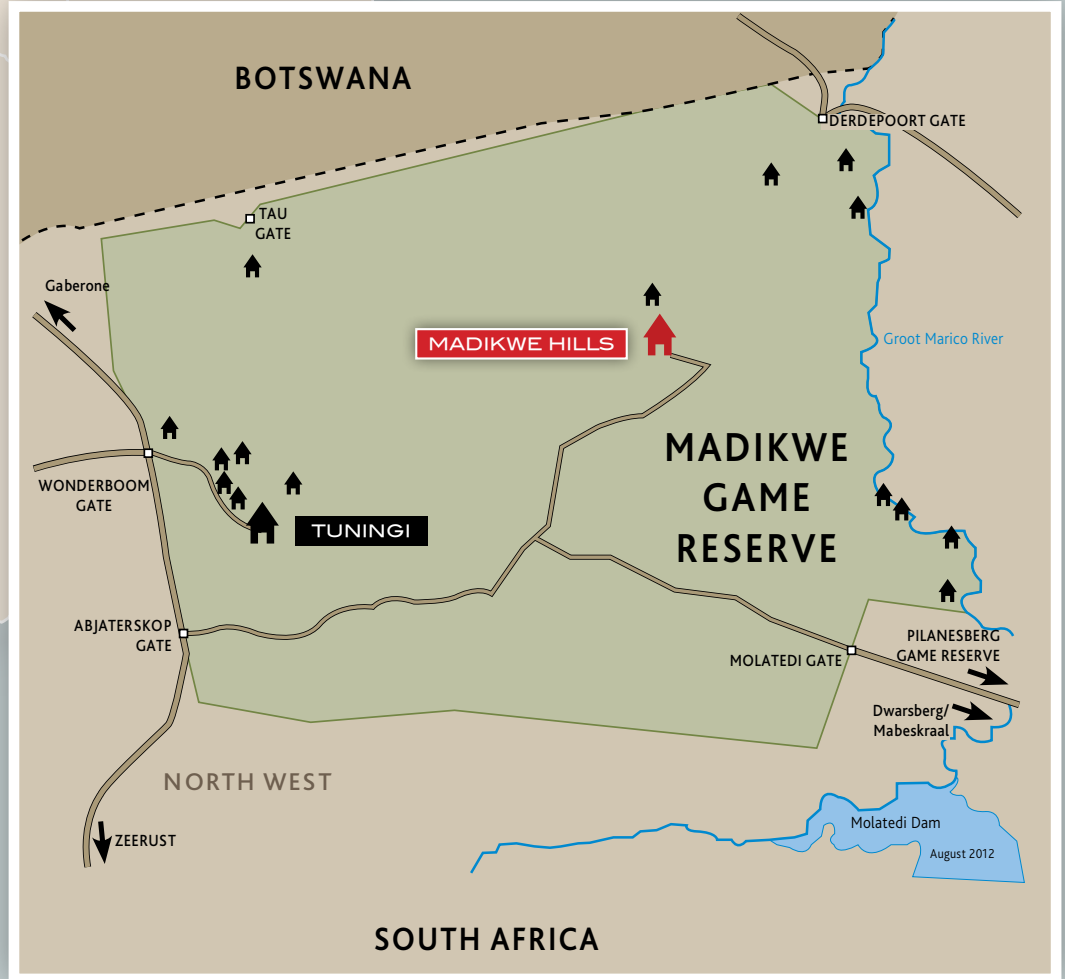 BOTSWANA
DERDEPOORT GATE
TAU
GATE
Gaberone
MADIKWE HILLS
Groot Marico River
MADIKWE
GAME
RESERVE
WONDERBOOM
GATE
TUNINGI
ABJATERSKOP
GATE
PILANESBERG
GAME RESERVE
MOLATEDI GATE
Dwarsberg/
Mabeskraal
NORTH WEST
Molatedi Dam
ZEERUST
August 2012
SOUTH AFRICA